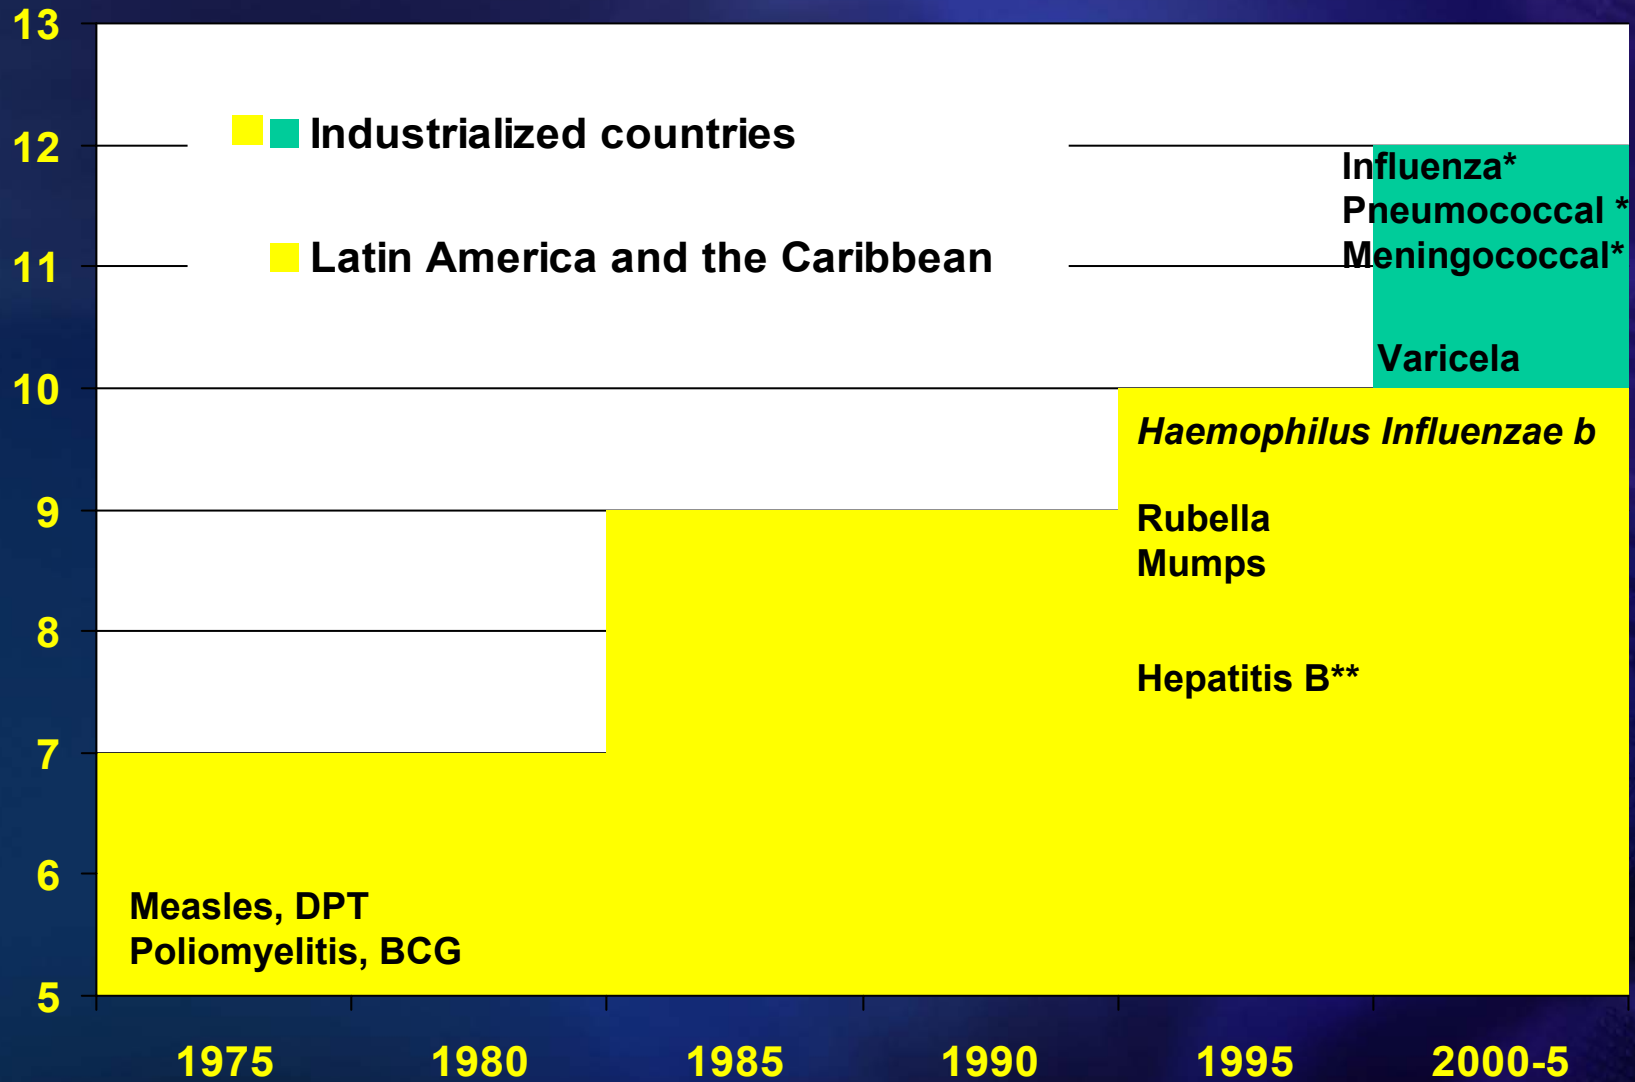 13
12
11
10
9
8
7
6
5
Industrialized countries
Latin America and the Caribbean
Influenza*
Pneumococcal *
Meningococcal*
Varicela
Haemophilus Influenzae b
Rubella
Mumps
Hepatitis B**
Measles, DPT
Poliomyelitis, BCG
1975 1980 1985 1990 1995 2000-5